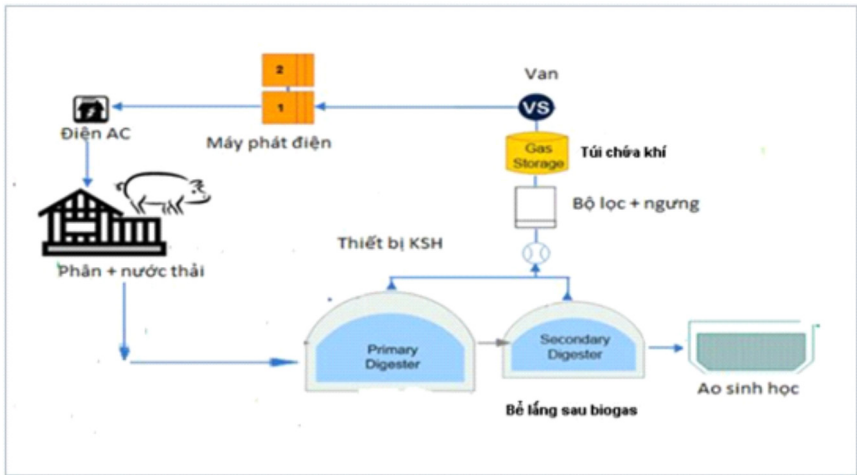 2
1
Van
VS
Điện AC
Máy phát điện
Gas
Storage
Túi chứa khí
Bộ lọc + ngưng
Thiết bị KSH
Phân + nước thải
Primary
Digester
Secondary
Digester
Ao sinh học
Bể lắng sau biogas